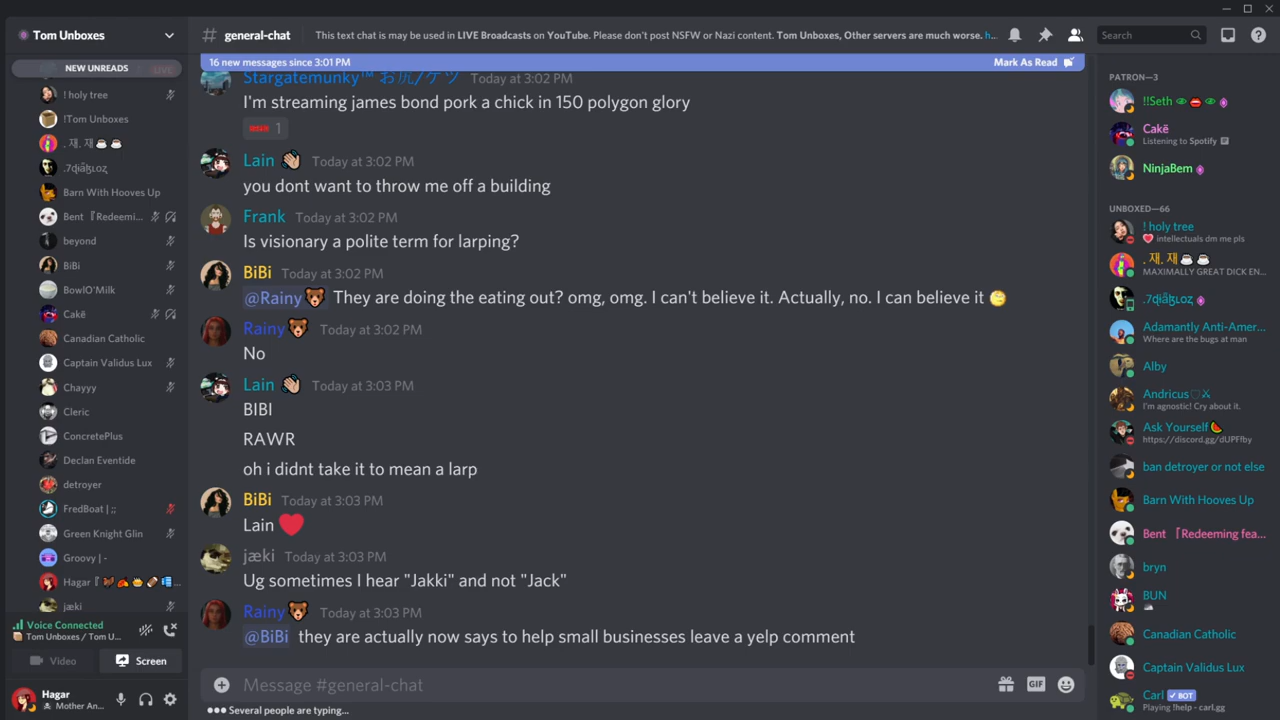 Tom Unboxes
# general-chat
This text chat is may be used in LIVE Broadcasts on YouTube. Please don't post NSFW or Nazi content. Tom Unboxes, Other servers are much worse. h...
Search
NEW UNREADS
LIVE
! holy tree
!Tom Unboxes
. 재. 재☕☕
Barn With Hooves Up
Bent『Redeemi...
beyond
BiBi
BowlO'Milk
Cakē
Canadian Catholic
Captain Validus Lux
Chayyy
Cleric
ConcretePlus
Declan Eventide
detroyer
FredBoat | ;;
Green Knight Glin
Groovy | -
Hagar『
jæki
Voice Connected
Tom Unboxes / Tom U...
Video
Screen
Hagar
Mother An...
16 new messages since 3:01 PM
Mark As Read
Stargatemunky™ お尻/ケツ Today at 3:02 PM
I'm streaming james bond pork a chick in 150 polygon glory
1
Lain 👋🏻 Today at 3:02 PM
you dont want to throw me off a building
Frank Today at 3:02 PM
Is visionary a polite term for larping?
BiBi Today at 3:02 PM
@Rainy🐻 They are doing the eating out? omg, omg. I can't believe it. Actually, no. I can believe it
Rainy🐻 Today at 3:02 PM
No
Lain 👋🏻 Today at 3:03 PM
BIBI
RAWR
oh i didnt take it to mean a larp
BiBi Today at 3:03 PM
Lain ❤️
jæki Today at 3:03 PM
Ug sometimes I hear "Jakki" and not "Jack"
Rainy🐻 Today at 3:03 PM
@BiBi they are actually now says to help small businesses leave a yelp comment
Message #general-chat
GIF
Several people are typing...
PATRON—3
!!Seth 👁👄👁
Cakē
Listening to Spotify
NinjaBem
UNBOXED—66
! holy tree
❤️ intellectuals dm me pls
. 재. 재☕☕
MAXIMALLY GREAT DICK EN...
Adamantly Anti-Amer...
Where are the bugs at man
Alby
Andricus♡⚔
I'm agnostic! Cry about it.
Ask Yourself🍉
https://discord.gg/dUPFfby
ban detroyer or not else
Barn With Hooves Up
Bent『Redeeming fea...
bryn
BUN
Canadian Catholic
Captain Validus Lux
Carl ✓BOT
Playing !help - carl.gg